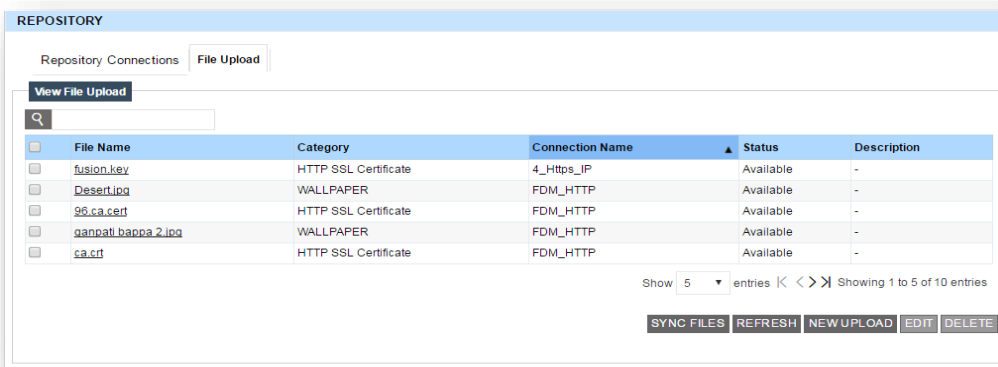 REPOSITORY
Repository Connections File Upload
View File Upload
File Name Category Connection Name Status Description
fusion.key HTTP SSL Certificate 4_Https_IP Available -
Desert.jpg WALLPAPER FDM_HTTP Available -
96.ca.cert HTTP SSL Certificate FDM_HTTP Available -
ganpati bappa 2.jpg WALLPAPER FDM_HTTP Available -
ca.crt HTTP SSL Certificate FDM_HTTP Available -
Show 5 entries Showing 1 to 5 of 10 entries
SYNC FILES REFRESH NEW UPLOAD EDIT DELETE